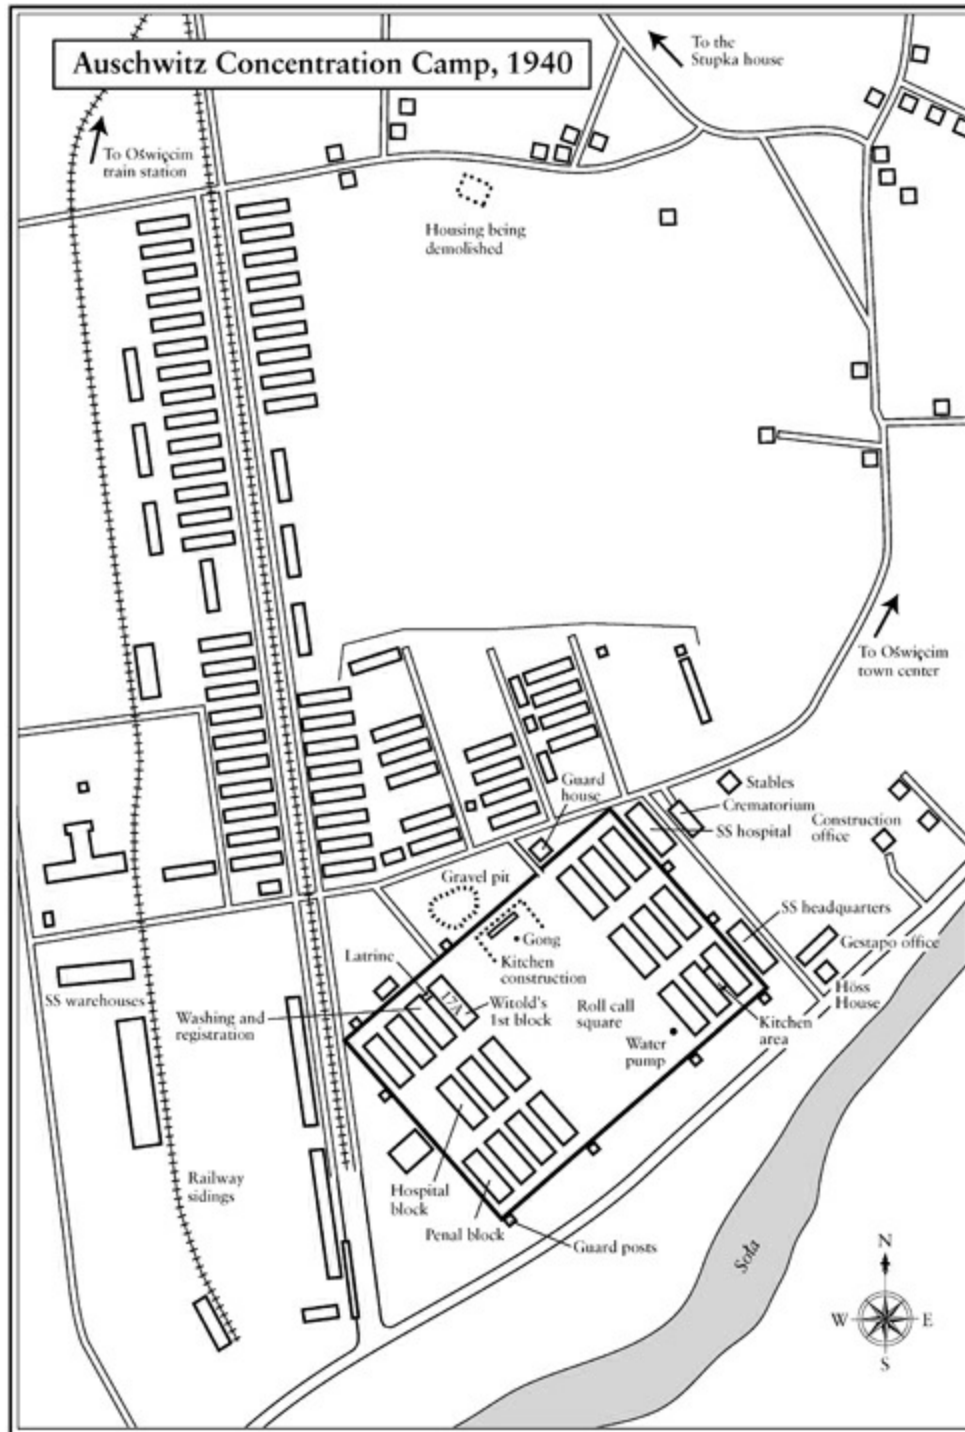 Auschwitz Concentration Camp, 1940
To the
Stupka house
To Oświęcim
train station
Housing being
demolished
To Oświęcim
town center
Guard
house
Stables
Crematorium
SS hospital
Construction
office
Gravel pit
SS headquarters
Gong
Gestapo office
Kitchen
construction
Latrine
SS warehouses
17A
Witold's
1st block
Roll call
square
Höss
House
Washing and
registration
Kitchen
area
Water
pump
Railway
sidings
Hospital
block
Penal block
Guard posts
Soła
N
W
E
S